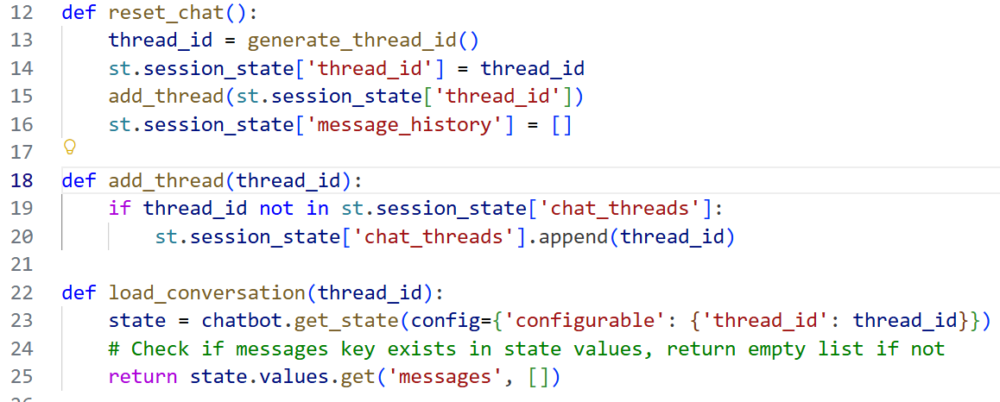 12 def reset_chat():
13     thread_id = generate_thread_id()
14     st.session_state['thread_id'] = thread_id
15     add_thread(st.session_state['thread_id'])
16     st.session_state['message_history'] = []
17
18 def add_thread(thread_id):
19     if thread_id not in st.session_state['chat_threads']:
20         st.session_state['chat_threads'].append(thread_id)
21
22 def load_conversation(thread_id):
23     state = chatbot.get_state(config={'configurable': {'thread_id': thread_id}})
24     # Check if messages key exists in state values, return empty list if not
25     return state.values.get('messages', [])